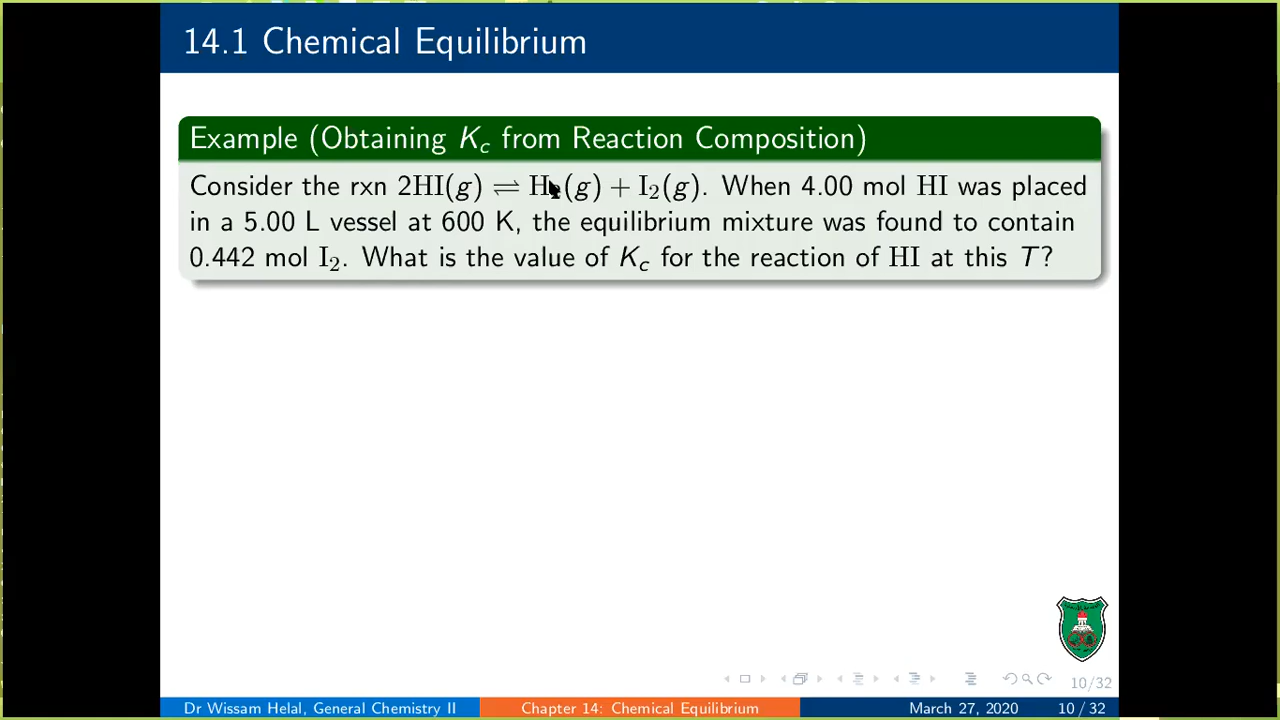 14.1 Chemical Equilibrium
Example (Obtaining Kc from Reaction Composition)
Consider the rxn 2HI(g) ⇌ H2(g) + I2(g). When 4.00 mol HI was placed
in a 5.00 L vessel at 600 K, the equilibrium mixture was found to contain
0.442 mol I2. What is the value of Kc for the reaction of HI at this T?
10/32
Dr Wissam Helal, General Chemistry II Chapter 14: Chemical Equilibrium March 27, 2020 10 / 32